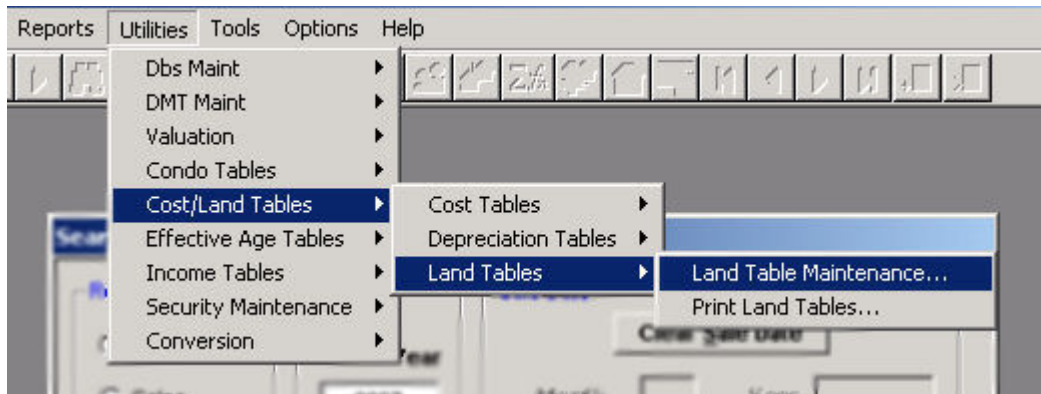 Reports Utilities Tools Options Help
Dbs Maint
DMT Maint
Valuation
Condo Tables
Cost/Land Tables
Effective Age Tables
Income Tables
Security Maintenance
Conversion
Cost Tables
Depreciation Tables
Land Tables
Land Table Maintenance...
Print Land Tables...
Clear Sale Date
Year